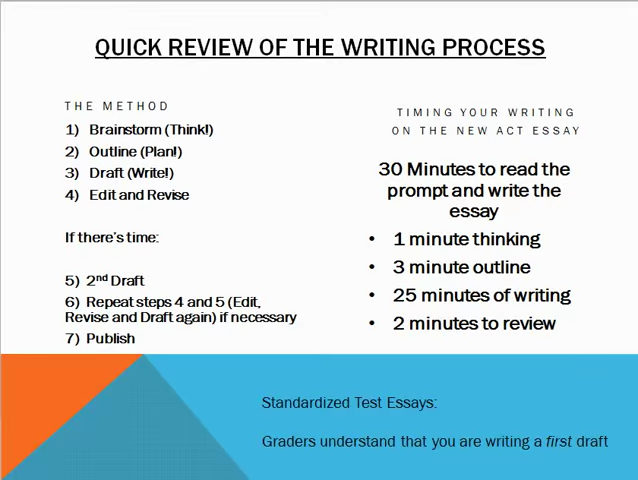 QUICK REVIEW OF THE WRITING PROCESS
THE METHOD
1) Brainstorm (Think!)
2) Outline (Plan!)
3) Draft (Write!)
4) Edit and Revise
If there's time:
5) 2nd Draft
6) Repeat steps 4 and 5 (Edit,
Revise and Draft again) if necessary
7) Publish
TIMING YOUR WRITING
ON THE NEW ACT ESSAY
30 Minutes to read the
prompt and write the
essay
• 1 minute thinking
• 3 minute outline
• 25 minutes of writing
• 2 minutes to review
Standardized Test Essays:
Graders understand that you are writing a first draft